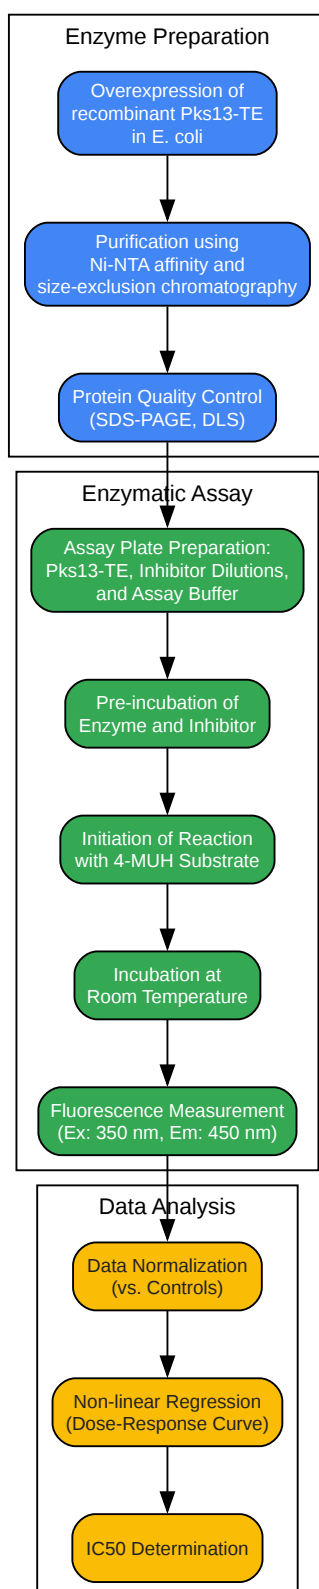 Enzyme Preparation
Overexpression of
recombinant Pks13-TE
in E. coli
Purification using
Ni-NTA affinity and
size-exclusion chromatography
Protein Quality Control
(SDS-PAGE, DLS)
Enzymatic Assay
Assay Plate Preparation:
Pks13-TE, Inhibitor Dilutions,
and Assay Buffer
Pre-incubation of
Enzyme and Inhibitor
Initiation of Reaction
with 4-MUH Substrate
Incubation at
Room Temperature
Fluorescence Measurement
(Ex: 350 nm, Em: 450 nm)
Data Analysis
Data Normalization
(vs. Controls)
Non-linear Regression
(Dose-Response Curve)
IC50 Determination